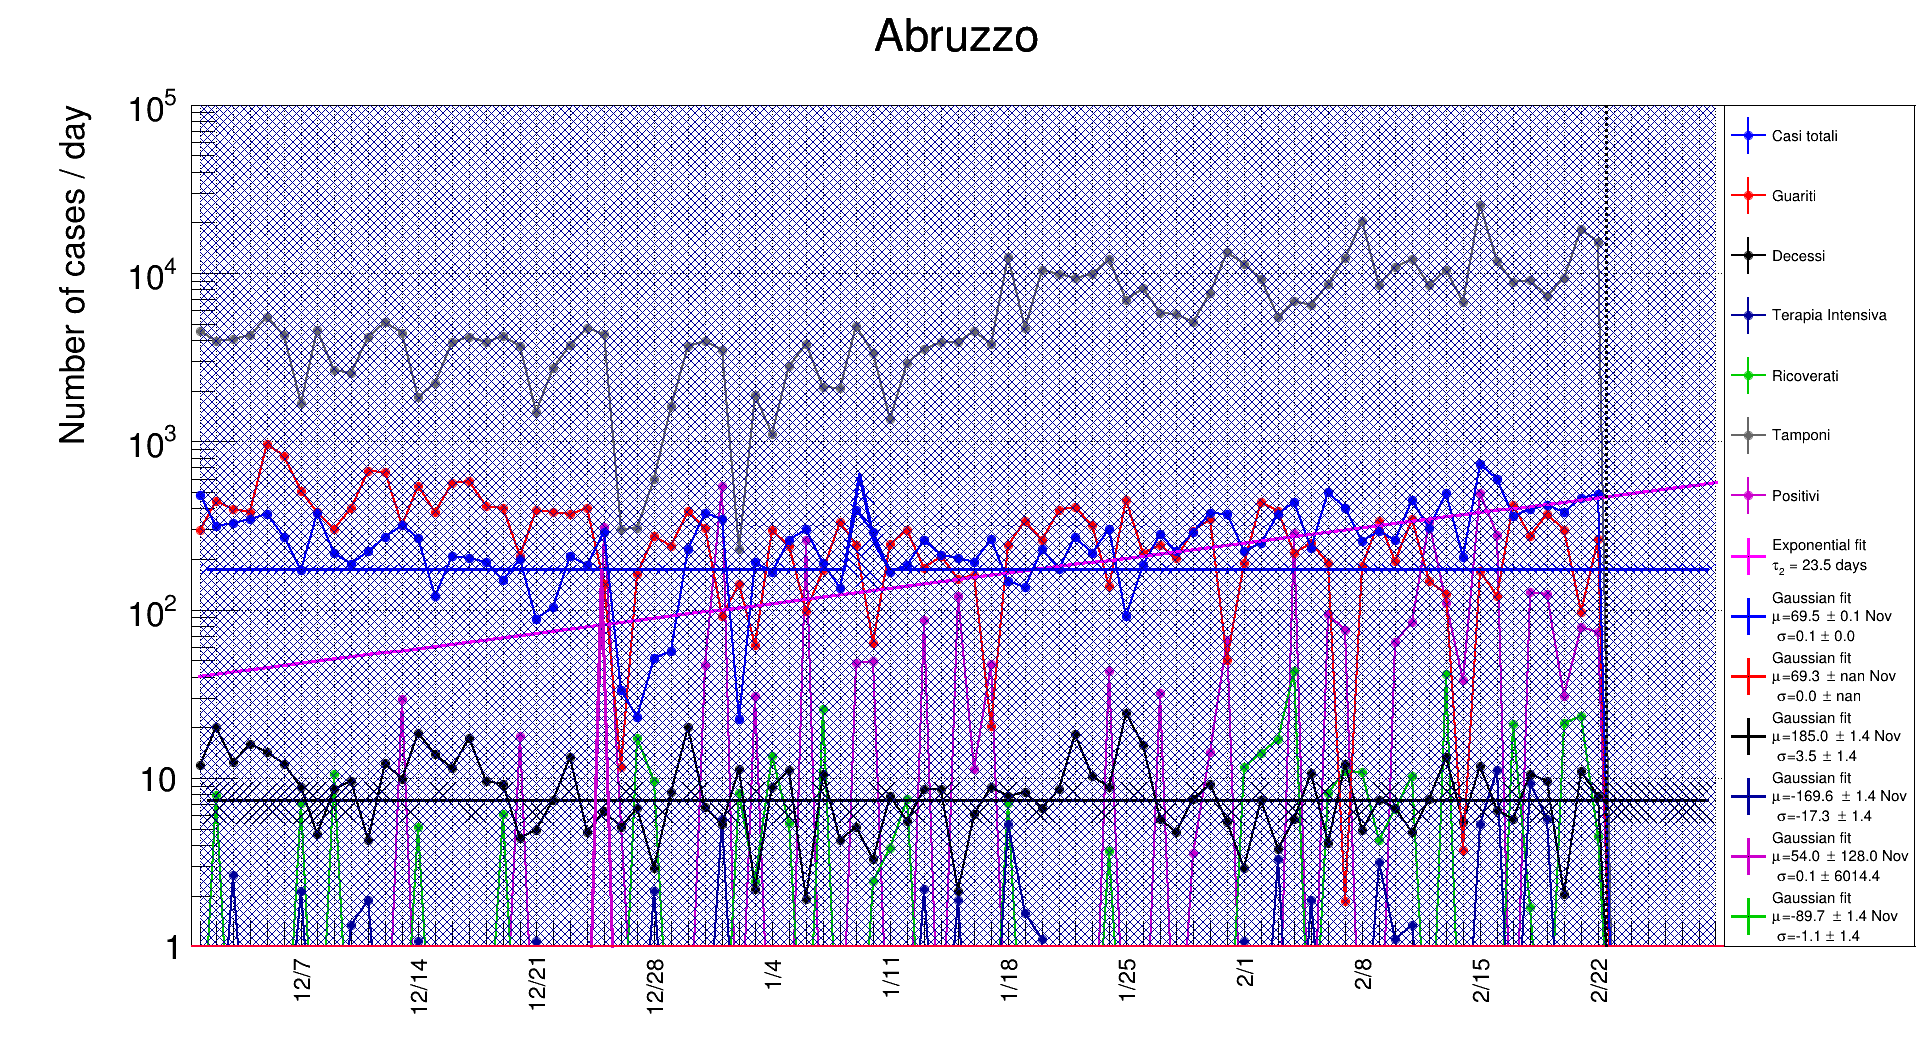 Abruzzo
Number of cases / day
10^5
10^4
10^3
10^2
10
1
12/7
12/14
12/21
12/28
1/4
1/11
1/18
1/25
2/1
2/8
2/15
2/22
Casi totali
Guariti
Decessi
Terapia Intensiva
Ricoverati
Tamponi
Positivi
Exponential fit
τ₂ = 23.5 days
Gaussian fit
μ=69.5 ± 0.1 Nov
σ=0.1 ± 0.0
Gaussian fit
μ=69.3 ± nan Nov
σ=0.0 ± nan
Gaussian fit
μ=185.0 ± 1.4 Nov
σ=3.5 ± 1.4
Gaussian fit
μ=-169.6 ± 1.4 Nov
σ=-17.3 ± 1.4
Gaussian fit
μ=54.0 ± 128.0 Nov
σ=0.1 ± 6014.4
Gaussian fit
μ=-89.7 ± 1.4 Nov
σ=-1.1 ± 1.4